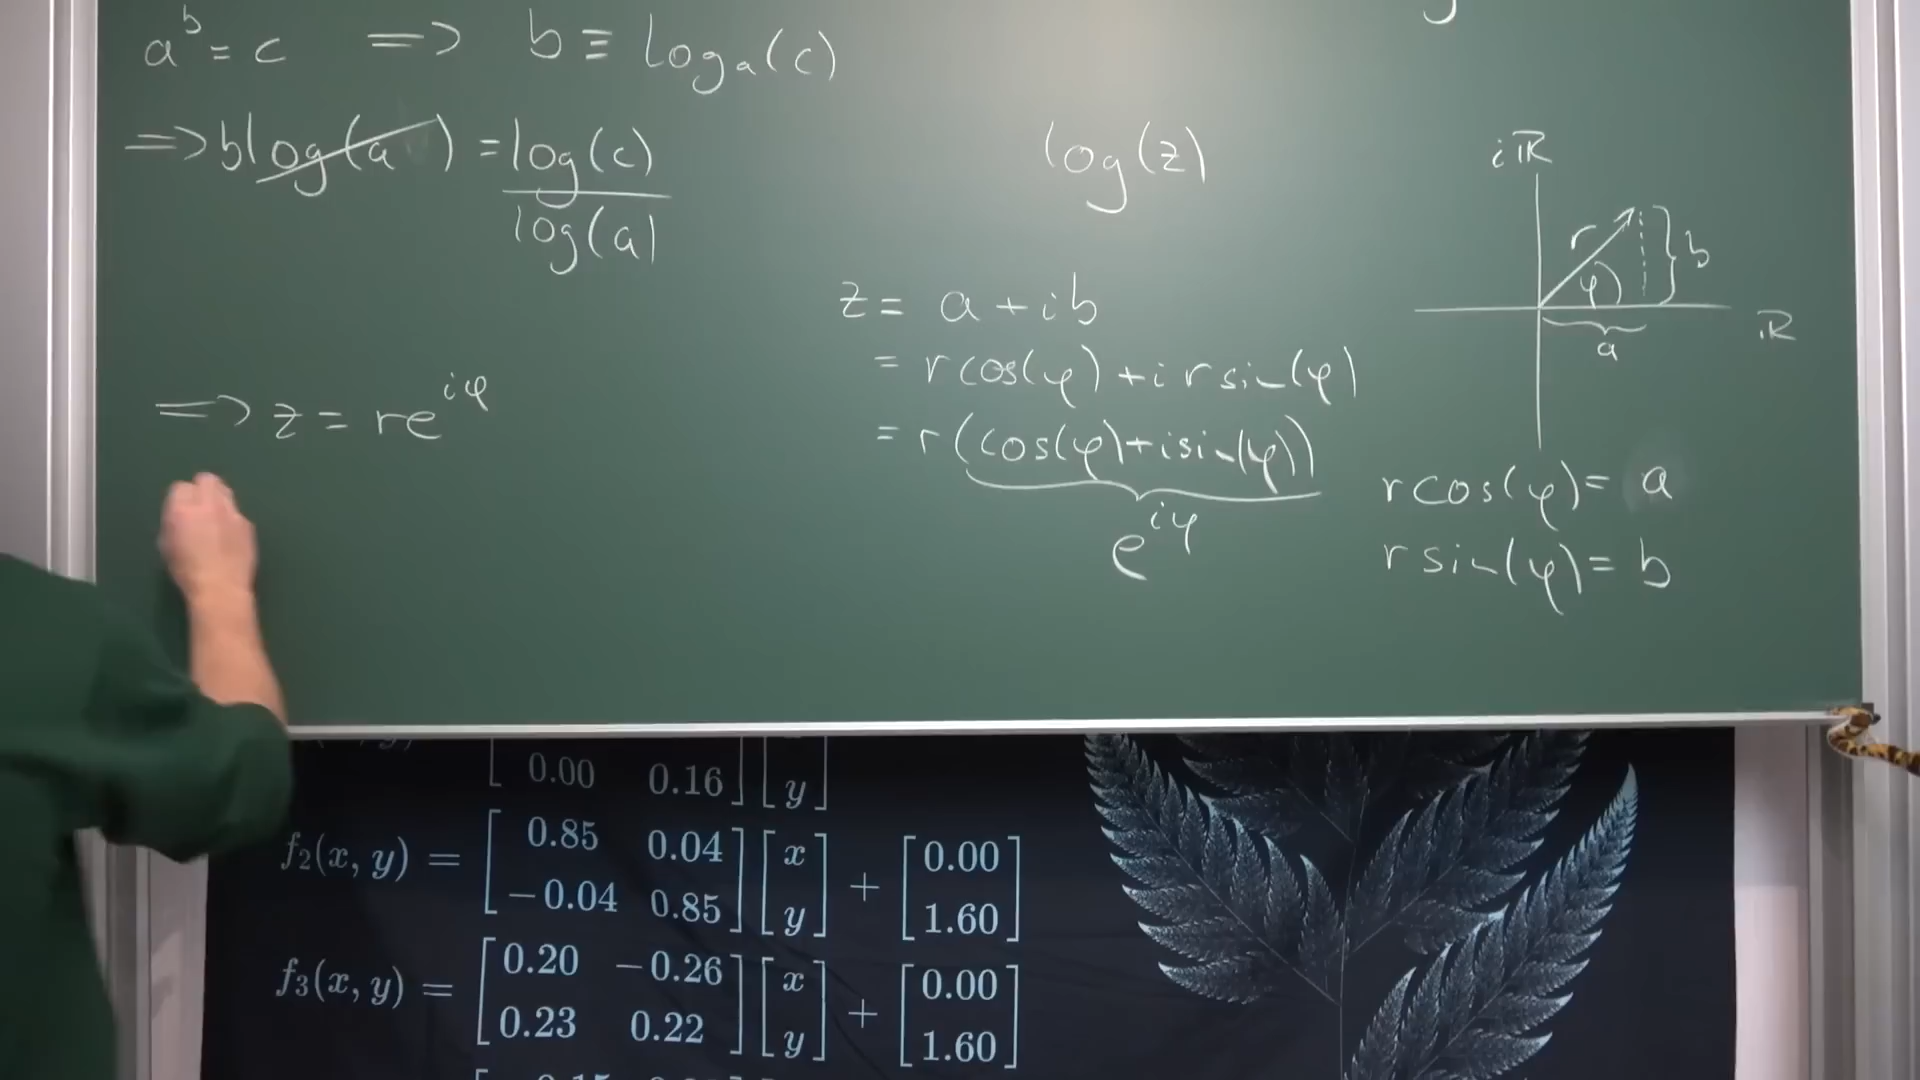 a^b = c => b ≡ log_a(c)
=> b log(a) = log(c) / log(a)
log(z)
z = a + ib
= r cos(φ) + i r sin(φ)
= r(cos(φ) + i sin(φ))
e^{iφ}
=> z = re^{iφ}
iℝ
r
φ
b
a
ℝ
r cos(φ) = a
r sin(φ) = b
[ 0.00 0.16 ] [ y ]
f₂(x, y) = [ 0.85 0.04 −0.04 0.85 ] [ x y ] + [ 0.00 1.60 ]
f₃(x, y) = [ 0.20 −0.26 0.23 0.22 ] [ x y ] + [ 0.00 1.60 ]